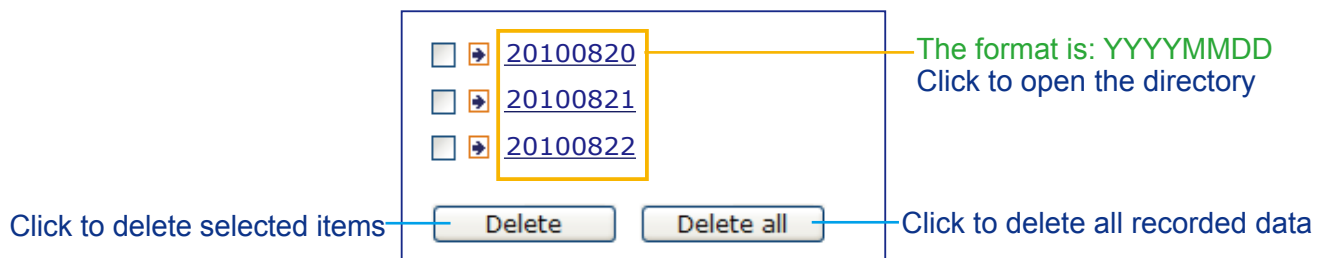 20100820
The format is: YYYYMMDD
Click to open the directory
20100821
20100822
Click to delete selected items
Delete
Delete all
Click to delete all recorded data